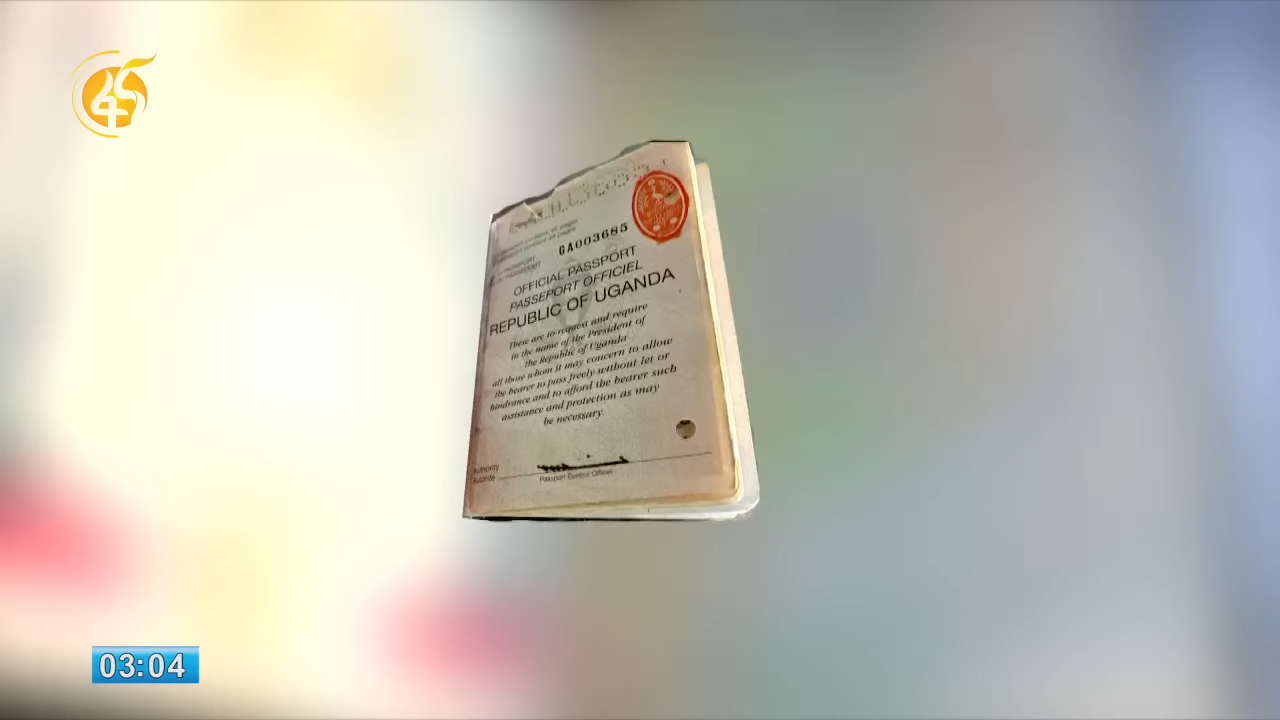 45
GA003685
OFFICIAL PASSPORT
PASSEPORT OFFICIEL
REPUBLIC OF UGANDA
These are to request and require
in the name of the President of
the Republic of Uganda
all those whom it may concern to allow
the bearer to pass freely without let or
hindrance and to afford the bearer such
assistance and protection as may
be necessary.
Authority
Passport Control Officer
03:04